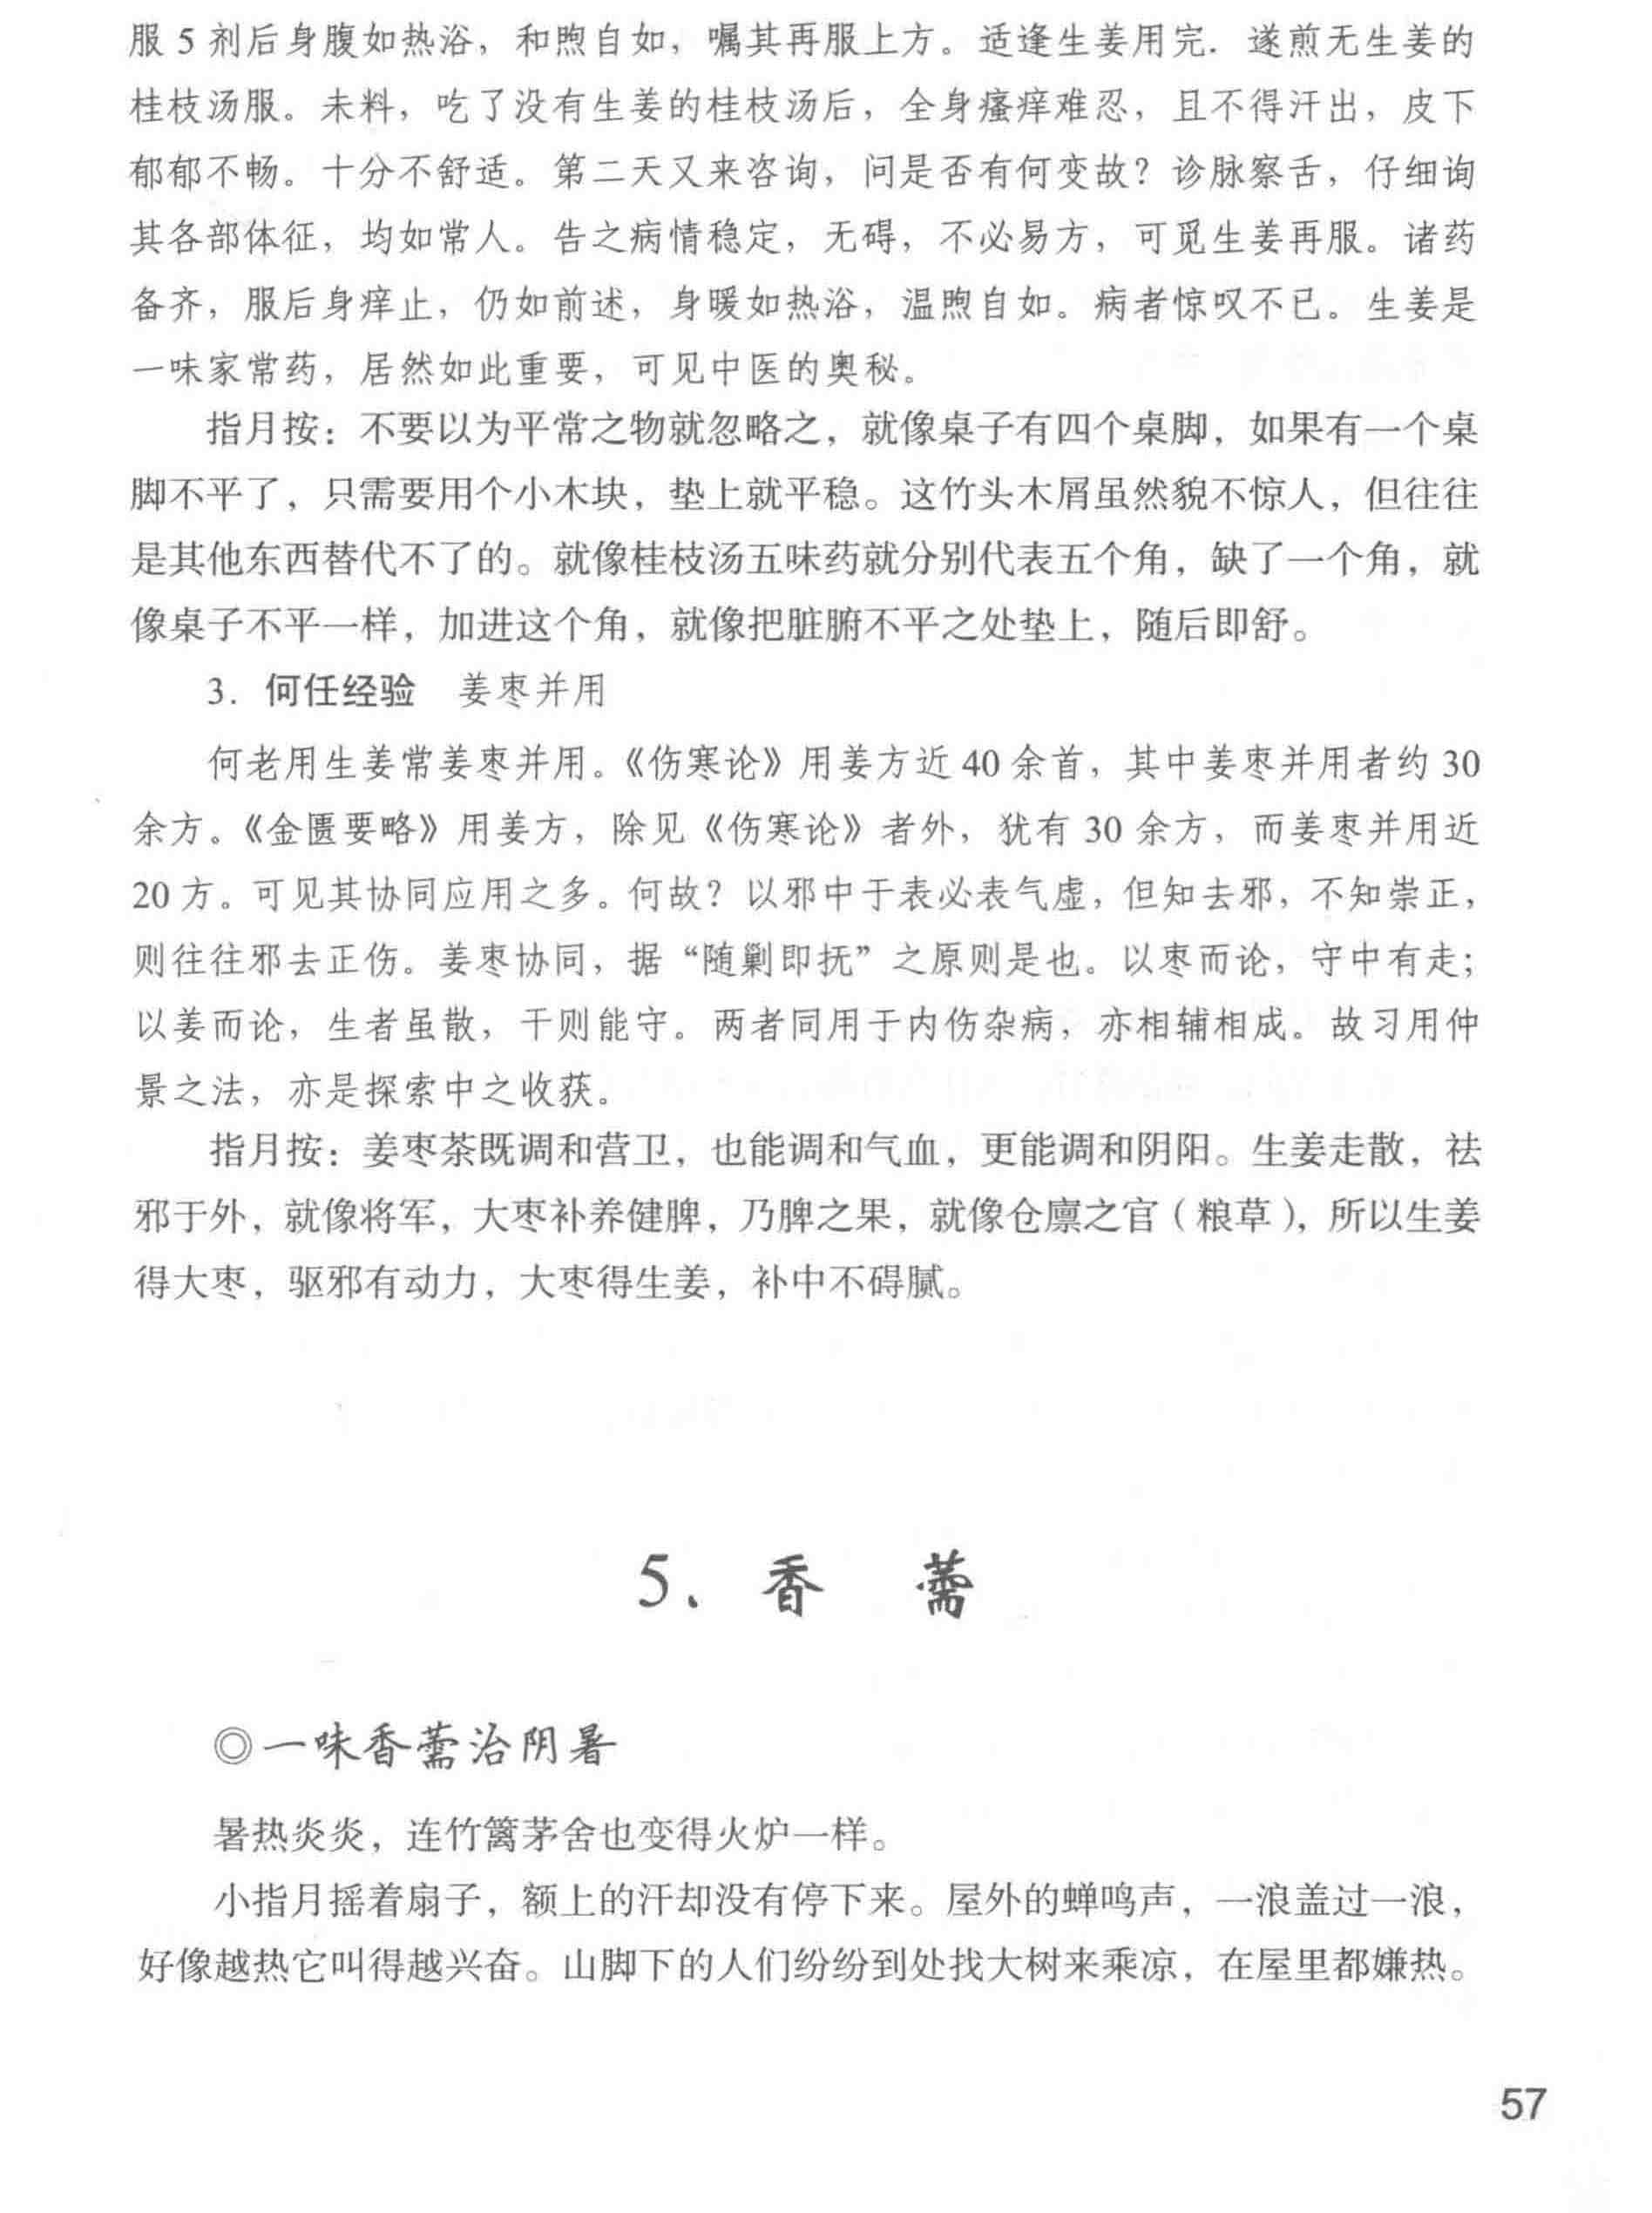 服 5 剂后身腹如热浴，和煦自如，嘱其再服上方。适逢生姜用完. 遂煎无生姜的
桂枝汤服。未料，吃了没有生姜的桂枝汤后，全身瘙痒难忍，且不得汗出，皮下
郁郁不畅。十分不舒适。第二天又来咨询，问是否有何变故？诊脉察舌，仔细询
其各部体征，均如常人。告之病情稳定，无碍，不必易方，可觅生姜再服。诸药
备齐，服后身痒止，仍如前述，身暖如热浴，温煦自如。病者惊叹不已。生姜是
一味家常药，居然如此重要，可见中医的奥秘。
指月按：不要以为平常之物就忽略之，就像桌子有四个桌脚，如果有一个桌
脚不平了，只需要用个小木块，垫上就平稳。这竹头木屑虽然貌不惊人，但往往
是其他东西替代不了的。就像桂枝汤五味药就分别代表五个角，缺了一个角，就
像桌子不平一样，加进这个角，就像把脏腑不平之处垫上，随后即舒。
3. 何任经验　姜枣并用
何老用生姜常姜枣并用。《伤寒论》用姜方近 40 余首，其中姜枣并用者约 30
余方。《金匮要略》用姜方，除见《伤寒论》者外，犹有 30 余方，而姜枣并用近
20 方。可见其协同应用之多。何故？以邪中于表必表气虚，但知去邪，不知崇正，
则往往邪去正伤。姜枣协同，据“随剿即抚”之原则是也。以枣而论，守中有走；
以姜而论，生者虽散，干则能守。两者同用于内伤杂病，亦相辅相成。故习用仲
景之法，亦是探索中之收获。
指月按：姜枣茶既调和营卫，也能调和气血，更能调和阴阳。生姜走散，祛
邪于外，就像将军，大枣补养健脾，乃脾之果，就像仓廪之官（粮草），所以生姜
得大枣，驱邪有动力，大枣得生姜，补中不碍腻。
5、香　薷
◎一味香薷治阴暑
暑热炎炎，连竹篱茅舍也变得火炉一样。
小指月摇着扇子，额上的汗却没有停下来。屋外的蝉鸣声，一浪盖过一浪，
好像越热它叫得越兴奋。山脚下的人们纷纷到处找大树来乘凉，在屋里都嫌热。
57